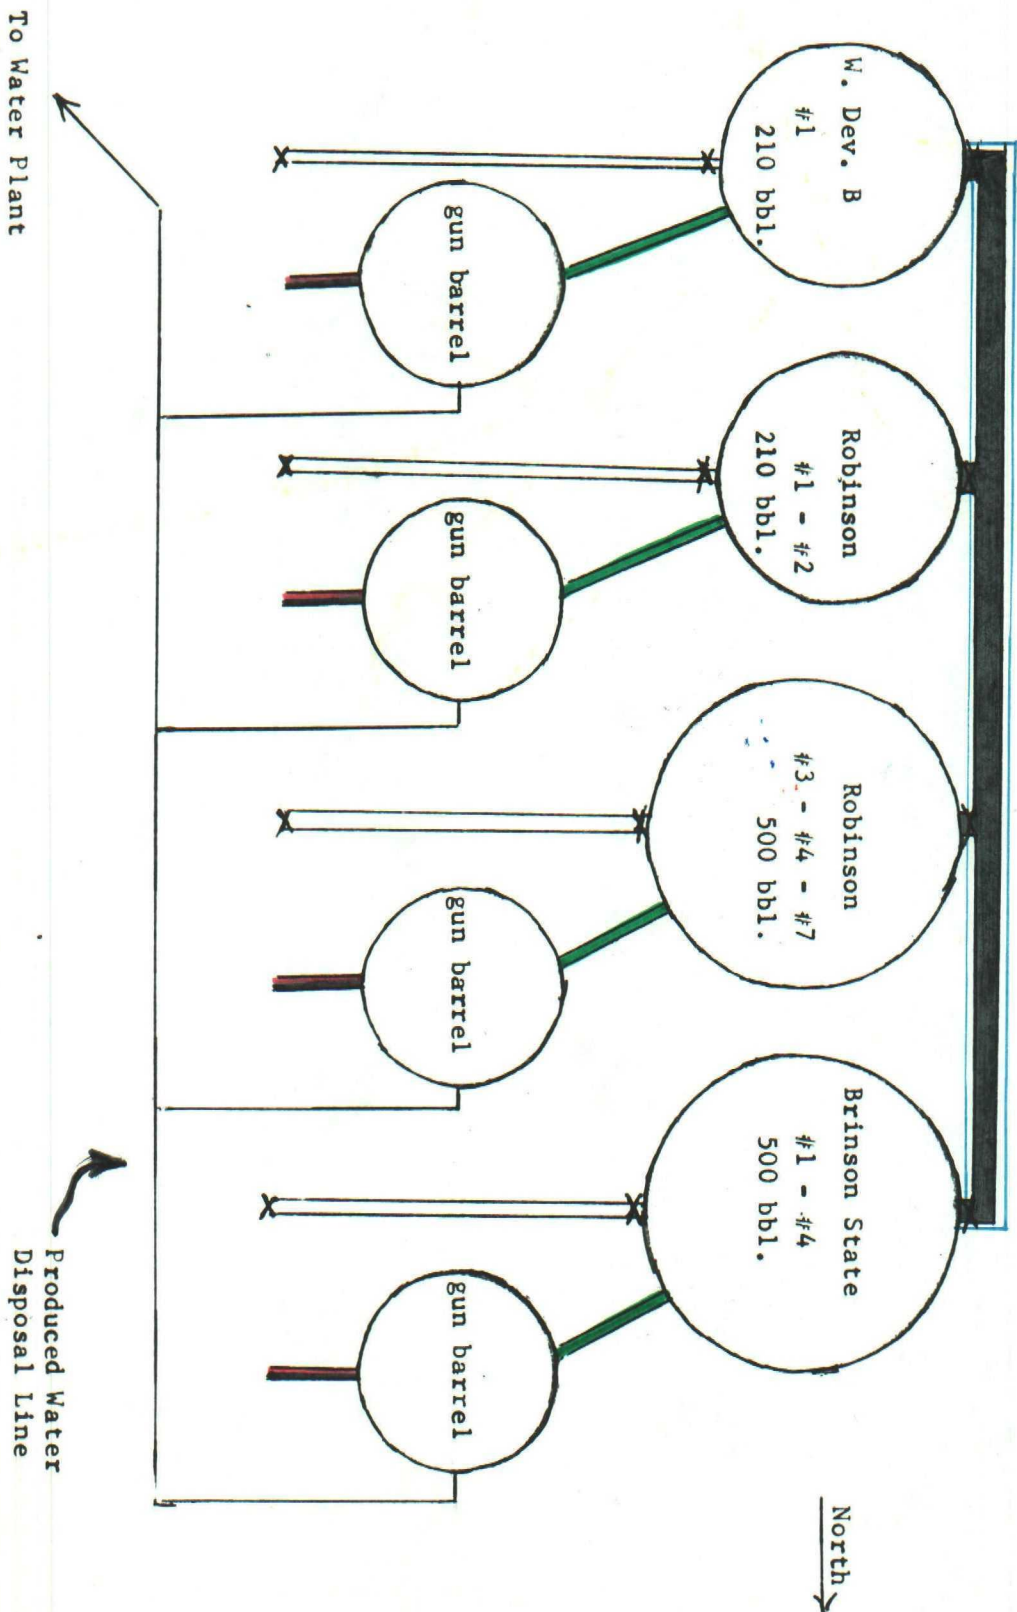 W. Dev. B
#1
210 bbl.
Robinson
#1 - #2
210 bbl.
Robinson
#3 - #4 - #7
500 bbl.
Brinson State
#1 - #4
500 bbl.
North
gun barrel
gun barrel
gun barrel
gun barrel
To Water Plant
Produced Water
Disposal Line